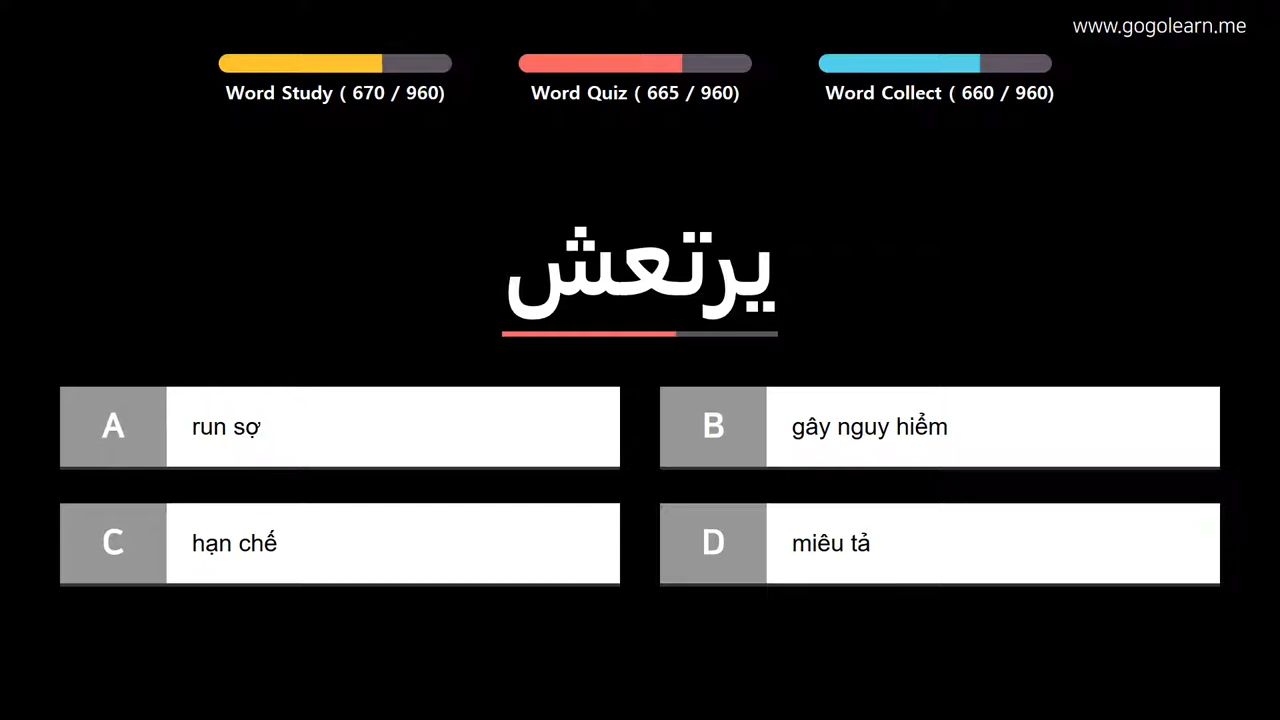 www.gogolearn.me
Word Study ( 670 / 960)
Word Quiz ( 665 / 960)
Word Collect ( 660 / 960)
يرتعش
A run sợ
B gây nguy hiểm
C hạn chế
D miêu tả